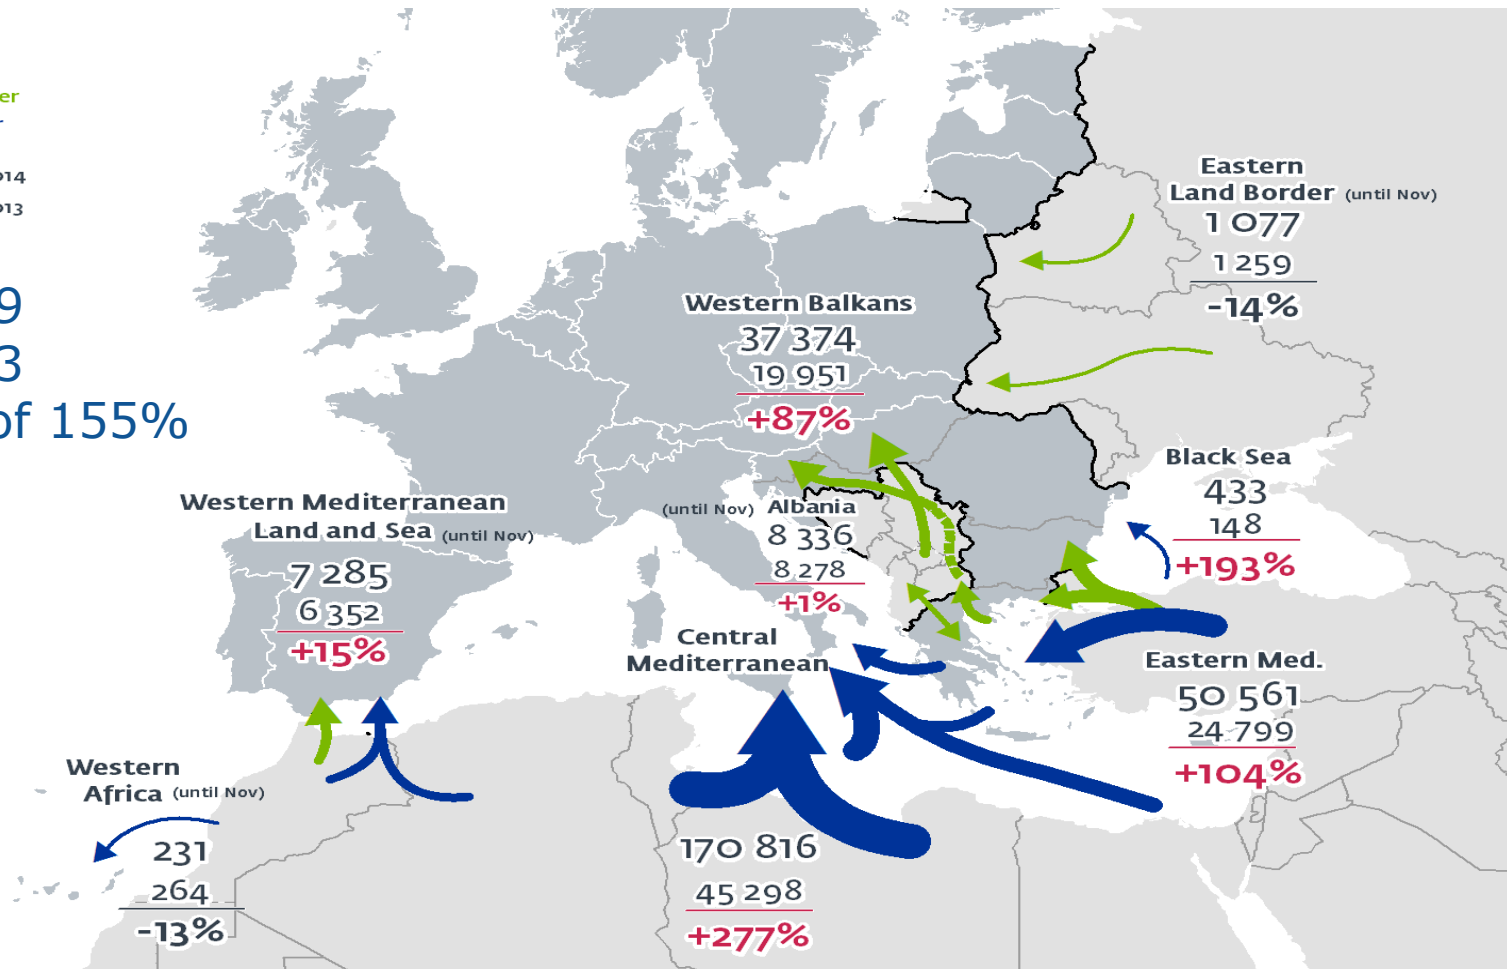 er
014
013
9
3
of 155%
Eastern
Land Border (until Nov)
1 077
1 259
-14%
Western Balkans
37 374
19 951
+87%
Black Sea
433
148
+193%
Western Mediterranean
Land and Sea (until Nov)
7 285
6 352
+15%
(until Nov) Albania
8 336
8 278
+1%
Central
Mediterranean
170 816
45 298
+277%
Eastern Med.
50 561
24 799
+104%
Western
Africa (until Nov)
231
264
-13%